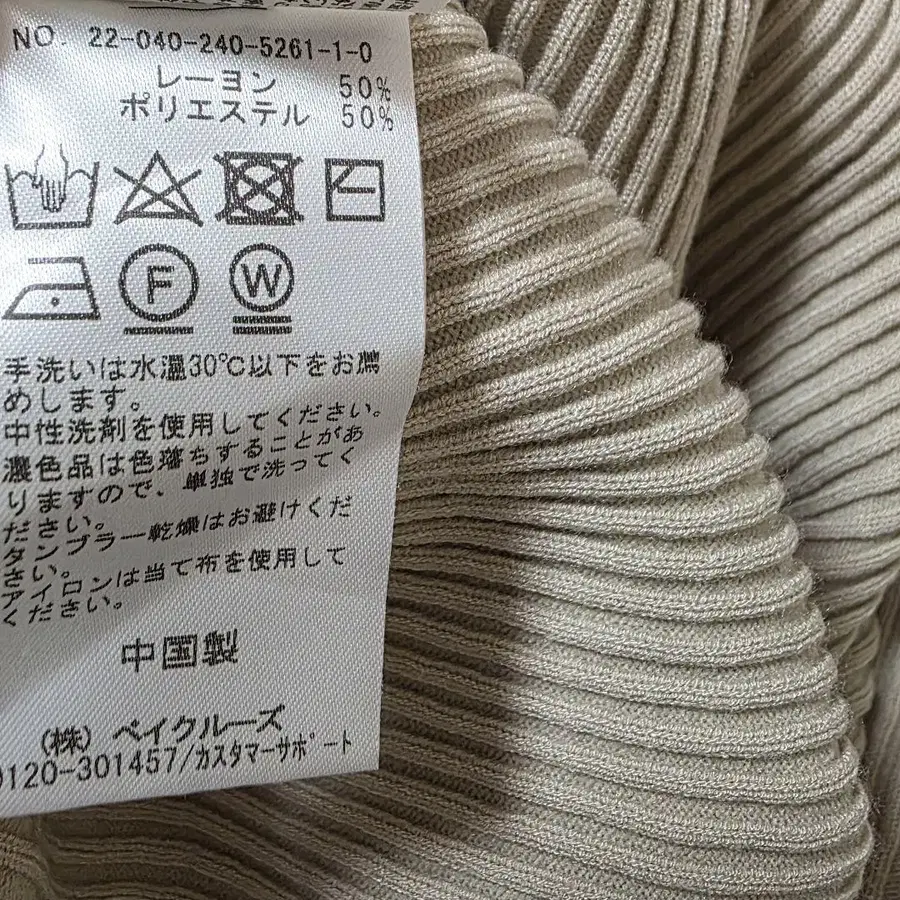 NO. 22-040-240-5261-1-0
レーヨン 50%
ポリエステル 50%
F W
手洗いは水温30℃以下をお薦
めします。
中性洗剤を使用してください。
濃色品は色落ちすることがあ
りますので、単独で洗ってく
ださい。
タンブラー乾燥はお避けくだ
さい。
アイロンは当て布を使用して
ください。
中国製
(株) ベイクルーズ
0120-301457/カスタマーサポート